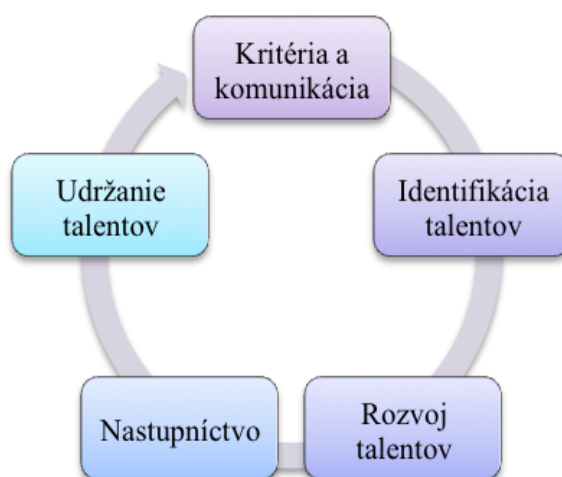 Kritéria a
komunikácia
Identifikácia
talentov
Rozvoj
talentov
Nastupníctvo
Udržanie
talentov